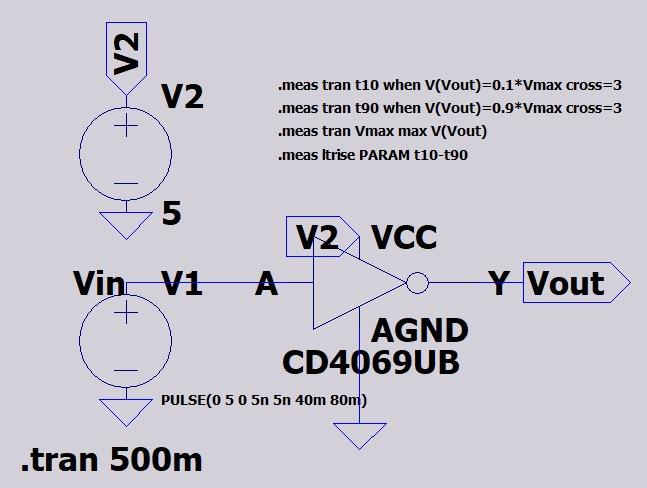 V2
V2
.meas tran t10 when V(Vout)=0.1*Vmax cross=3
.meas tran t90 when V(Vout)=0.9*Vmax cross=3
.meas tran Vmax max V(Vout)
.meas ltrise PARAM t10-t90
5
V2 VCC
Vin V1 A Y Vout
AGND
CD4069UB
PULSE(0 5 0 5n 5n 40m 80m)
.tran 500m